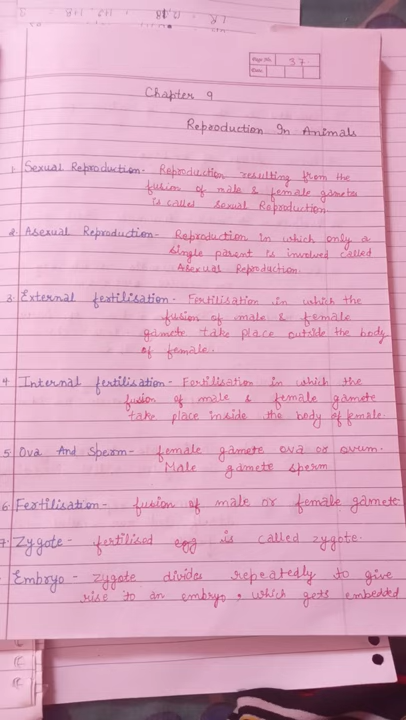 Page No. 37
Date
Chapter 9
Reproduction In Animals
1. Sexual Reproduction - Reproduction resulting from the
fusion of male & female gamete
is called Sexual Reproduction.
2. Asexual Reproduction - Reproduction in which only a
single parent is involved called
Asexual Reproduction.
3. External fertilisation - Fertilisation in which the
fusion of male & female
gamete take place outside the body
of female.
4. Internal fertilisation - Fertilisation in which the
fusion of male & female gamete
take place inside the body of female.
5. Ova And Sperm - female gamete ova or ovum.
Male gamete sperm
6. Fertilisation - fusion of male or female gamete
7. Zygote - fertilised egg is called zygote.
Embryo - zygote divides repeatedly to give
rise to an embryo, which gets embedded